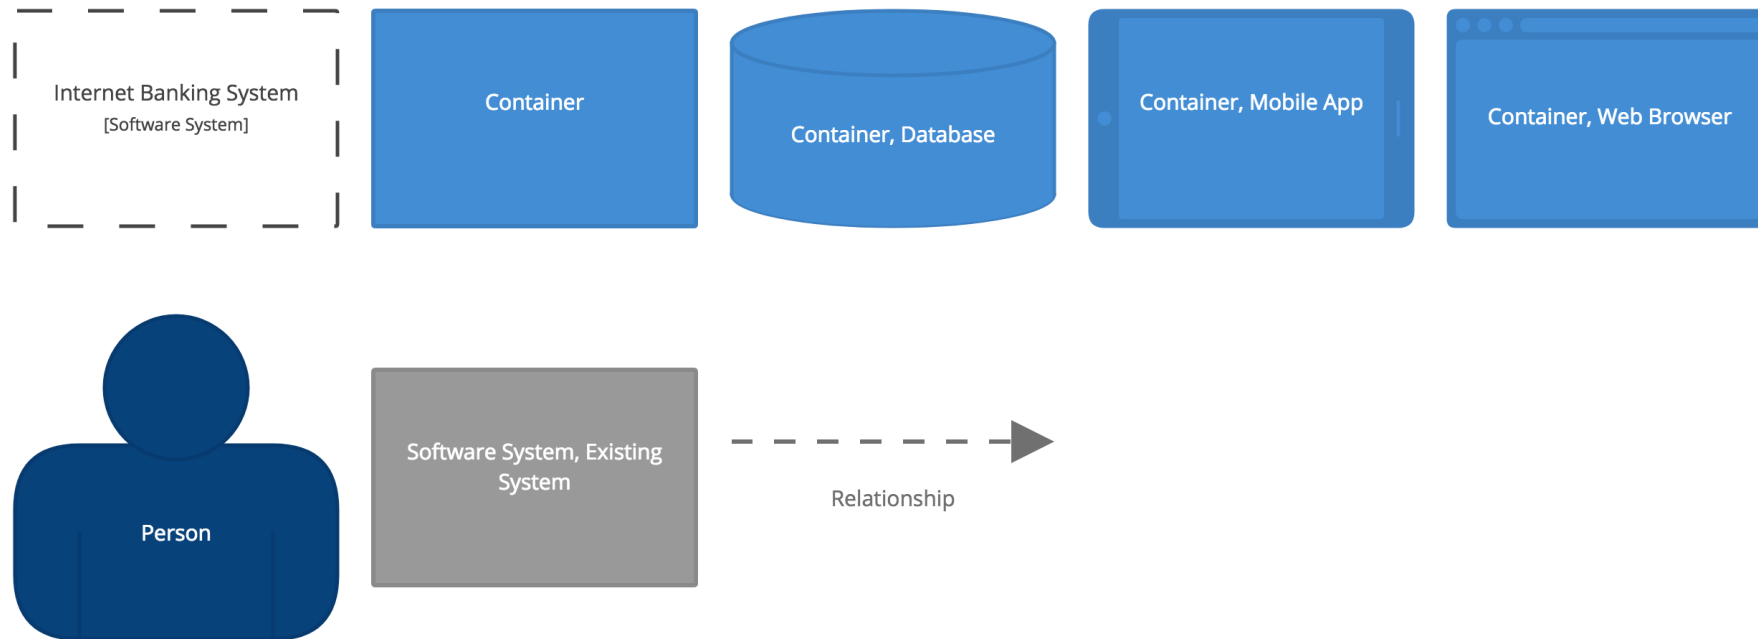 Internet Banking System
[Software System]
Container
Container, Database
Container, Mobile App
Container, Web Browser
Person
Software System, Existing
System
Relationship